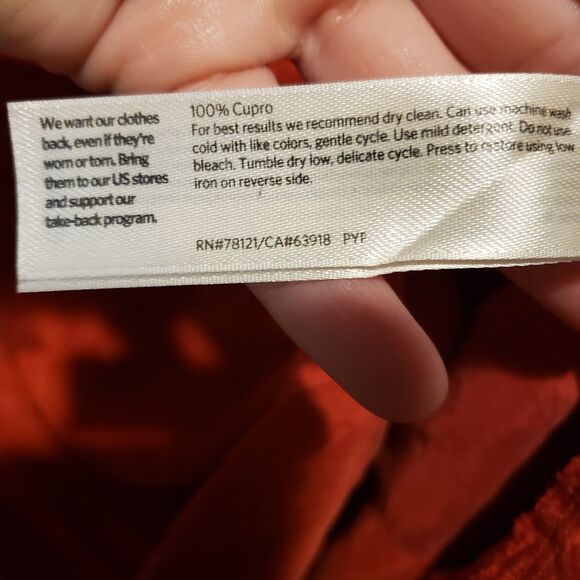 We want our clothes
back, even if they're
worn or torn. Bring
them to our US stores
and support our
take-back program.
100% Cupro
For best results we recommend dry clean. Can use machine wash
cold with like colors, gentle cycle. Use mild detergent. Do not use
bleach. Tumble dry low, delicate cycle. Press to restore using low
iron on reverse side.
RN#78121/CA#63918 PYF